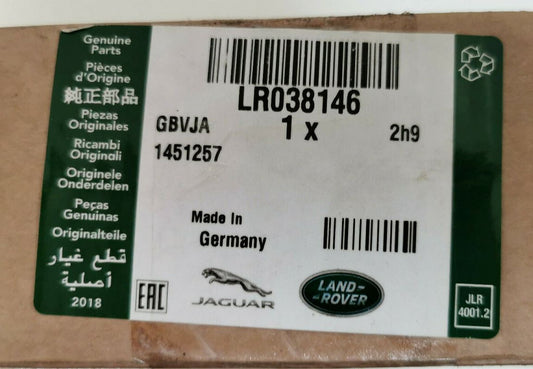 Genuine
Parts
Pièces
d'Origine
純正部品
Piezas
Originales
Ricambi
Originali
Originele
Onderdelen
Peças
Genuinas
Originalteile
قطع غيار
أصلية
2018
LR038146
1 x
2h9
GBVJA
1451257
Made In
Germany
EAC
JAGUAR
LAND-
-ROVER
JLR
4001.2